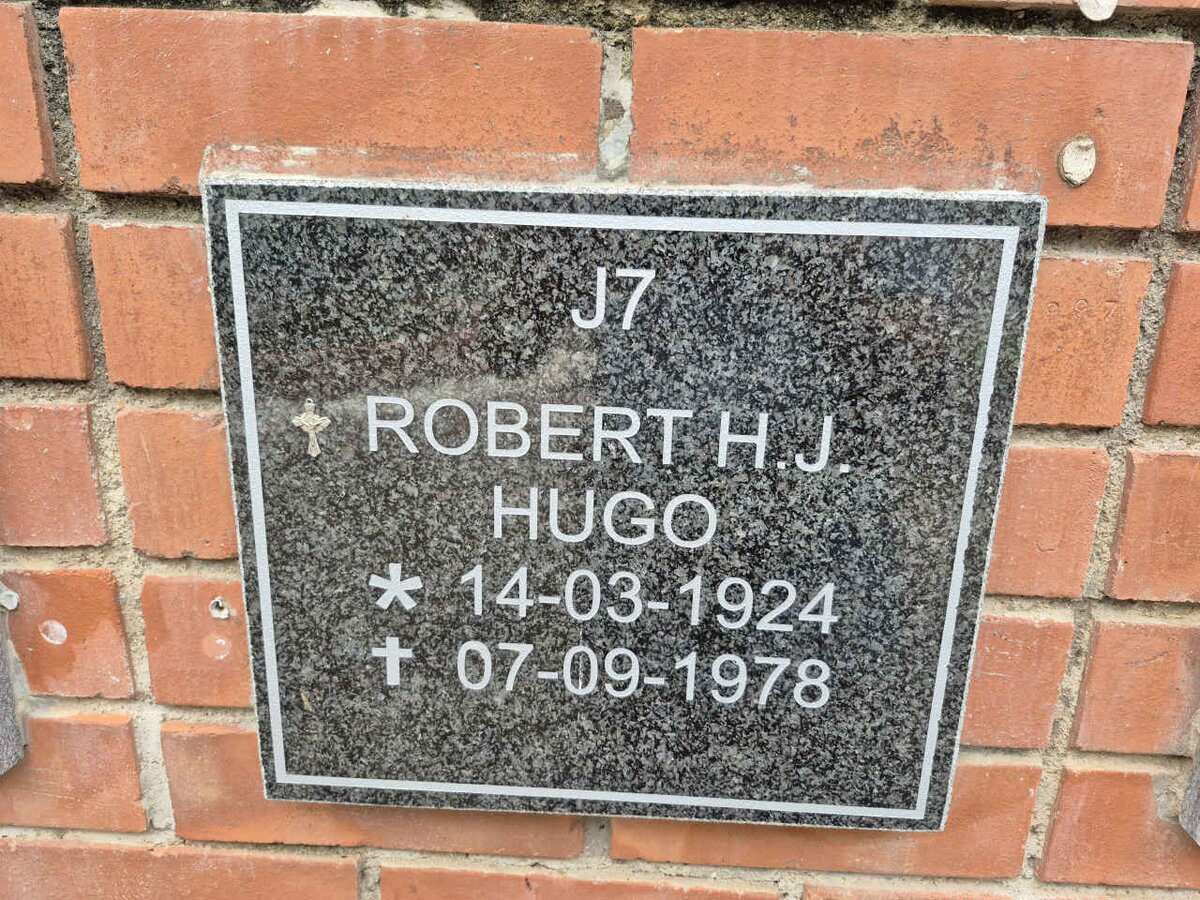 J7
ROBERT H.J.
HUGO
* 14-03-1924
✝ 07-09-1978